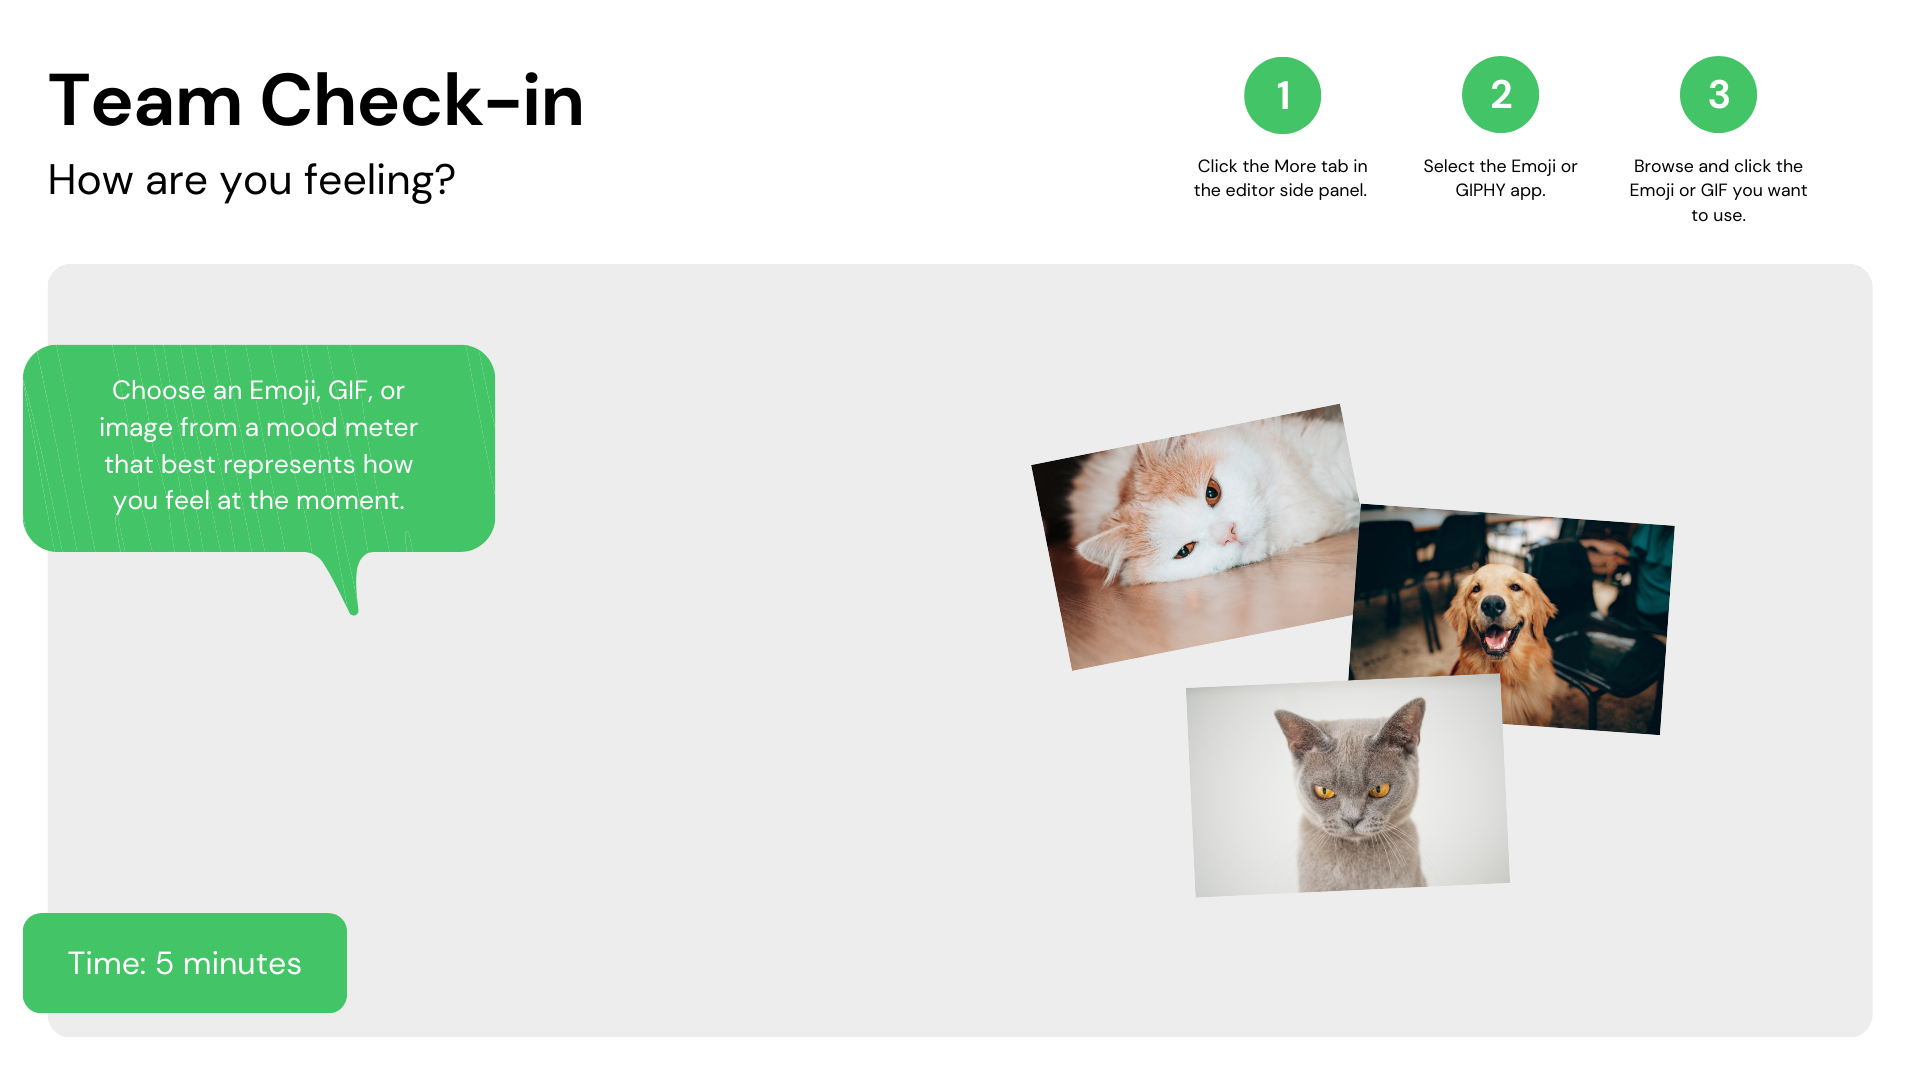 Team Check-in
How are you feeling?
1
Click the More tab in
the editor side panel.
2
Select the Emoji or
GIPHY app.
3
Browse and click the
Emoji or GIF you want
to use.
Choose an Emoji, GIF, or
image from a mood meter
that best represents how
you feel at the moment.
Time: 5 minutes